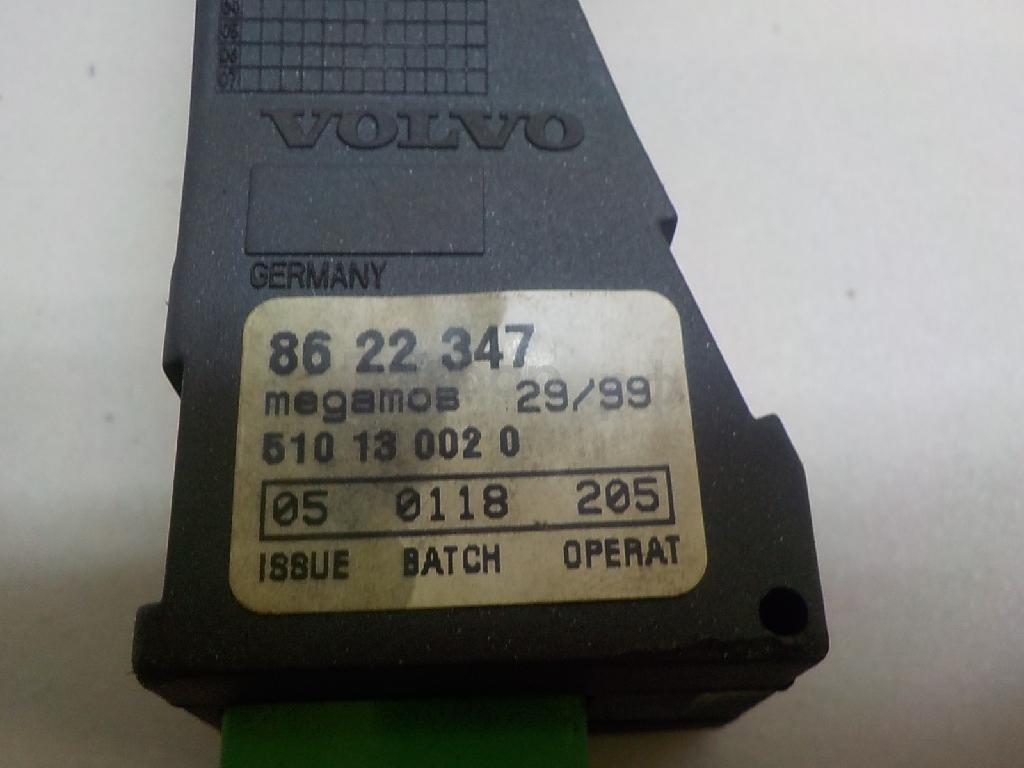 VOLVO
GERMANY
86 22 347
megamos 29/99
510 13 002 0
05 0118 205
ISSUE BATCH OPERAT